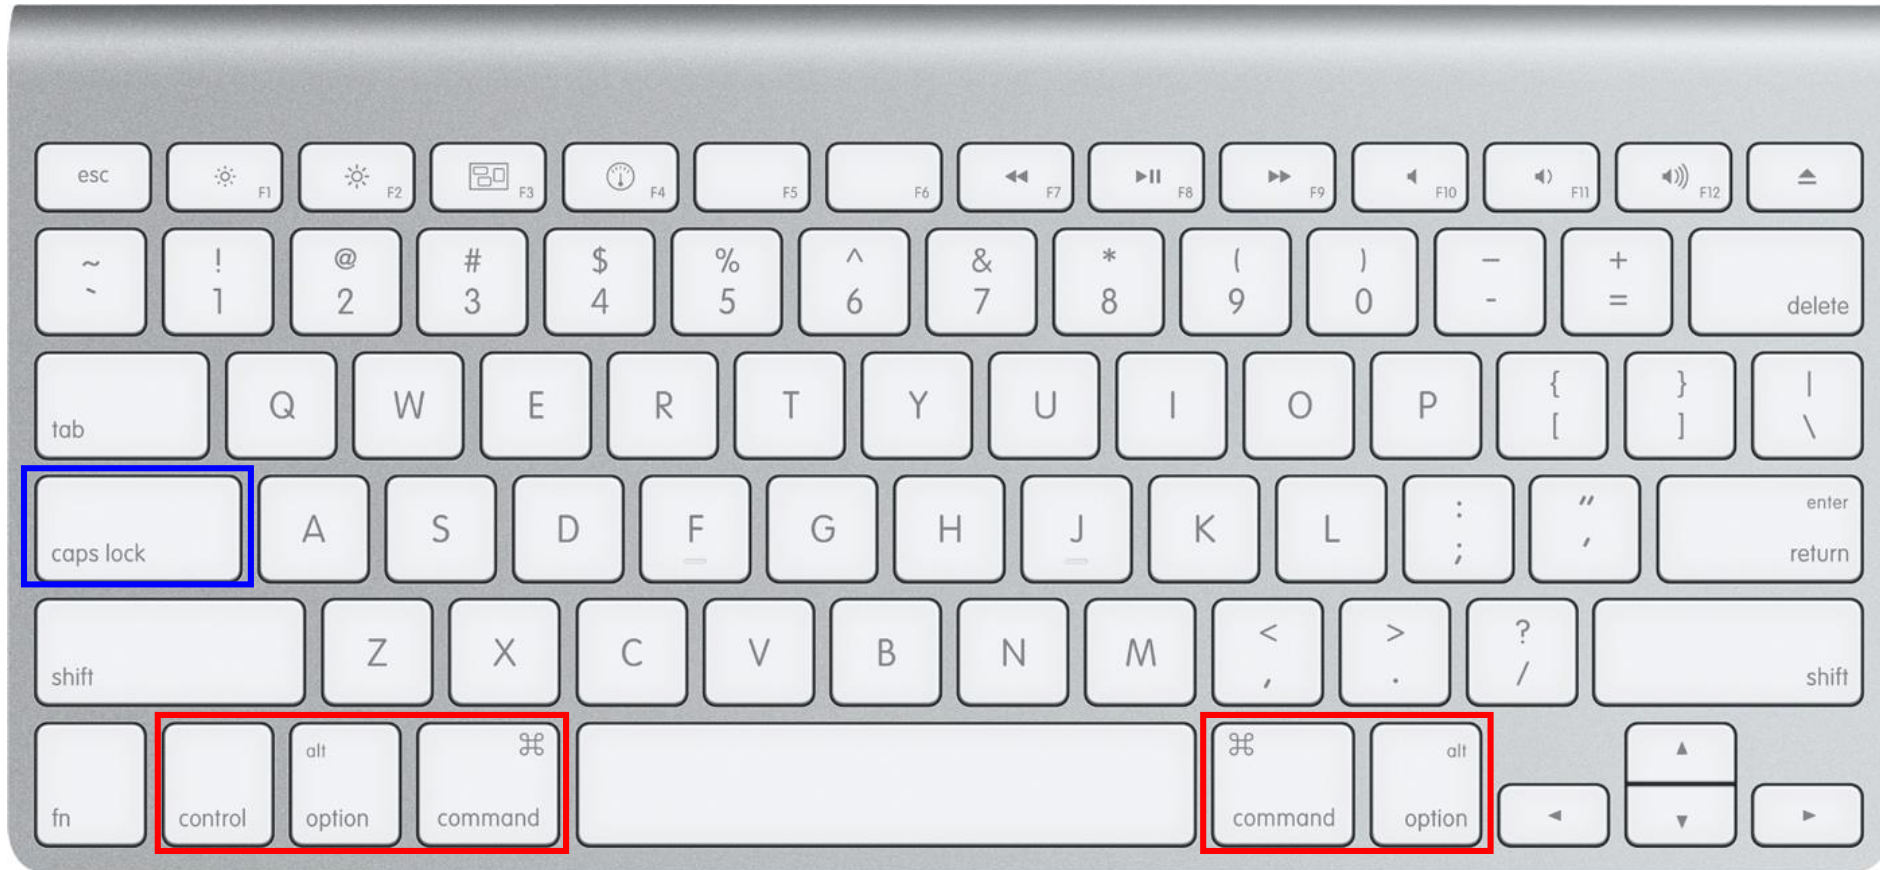 esc F1 F2 F3 F4 F5 F6 F7 F8 F9 F10 F11 F12
~ ! @ # $ % ^ & * ( ) – +
` 1 2 3 4 5 6 7 8 9 0 - = delete
tab Q W E R T Y U I O P { [ } ] | \
caps lock A S D F G H J K L : ; " ' enter return
shift Z X C V B N M < , > . ? / shift
fn control alt option ⌘ command ⌘ command alt option